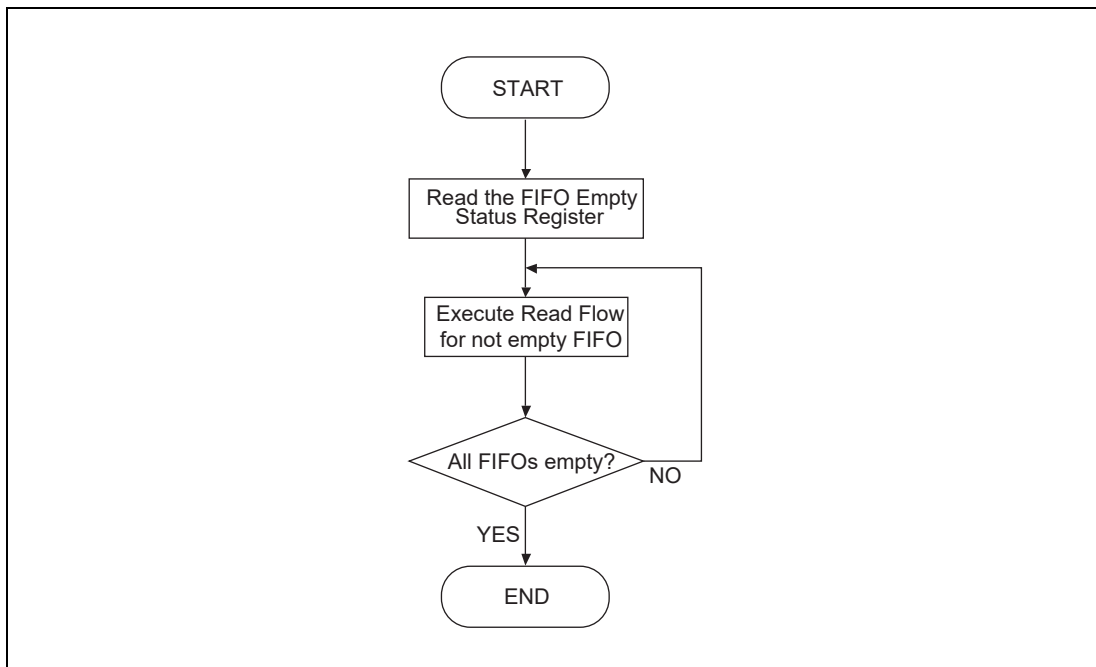 START
Read the FIFO Empty
Status Register
Execute Read Flow
for not empty FIFO
All FIFOs empty?
NO
YES
END